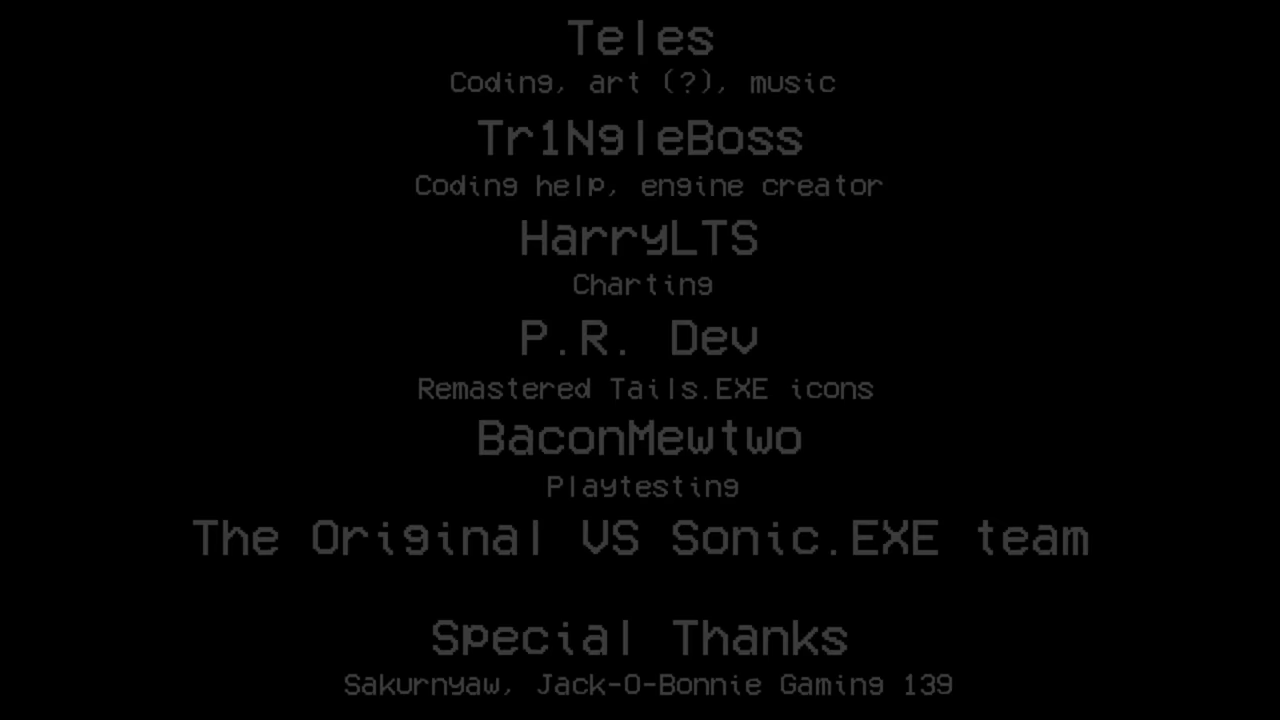 Teles
Coding, art (?), music
Tr1NgleBoss
Coding help, engine creator
HarryLTS
Charting
P.R. Dev
Remastered Tails.EXE icons
BaconMewtwo
Playtesting
The Original VS Sonic.EXE team
Special Thanks
Sakurnyaw, Jack-O-Bonnie Gaming 139